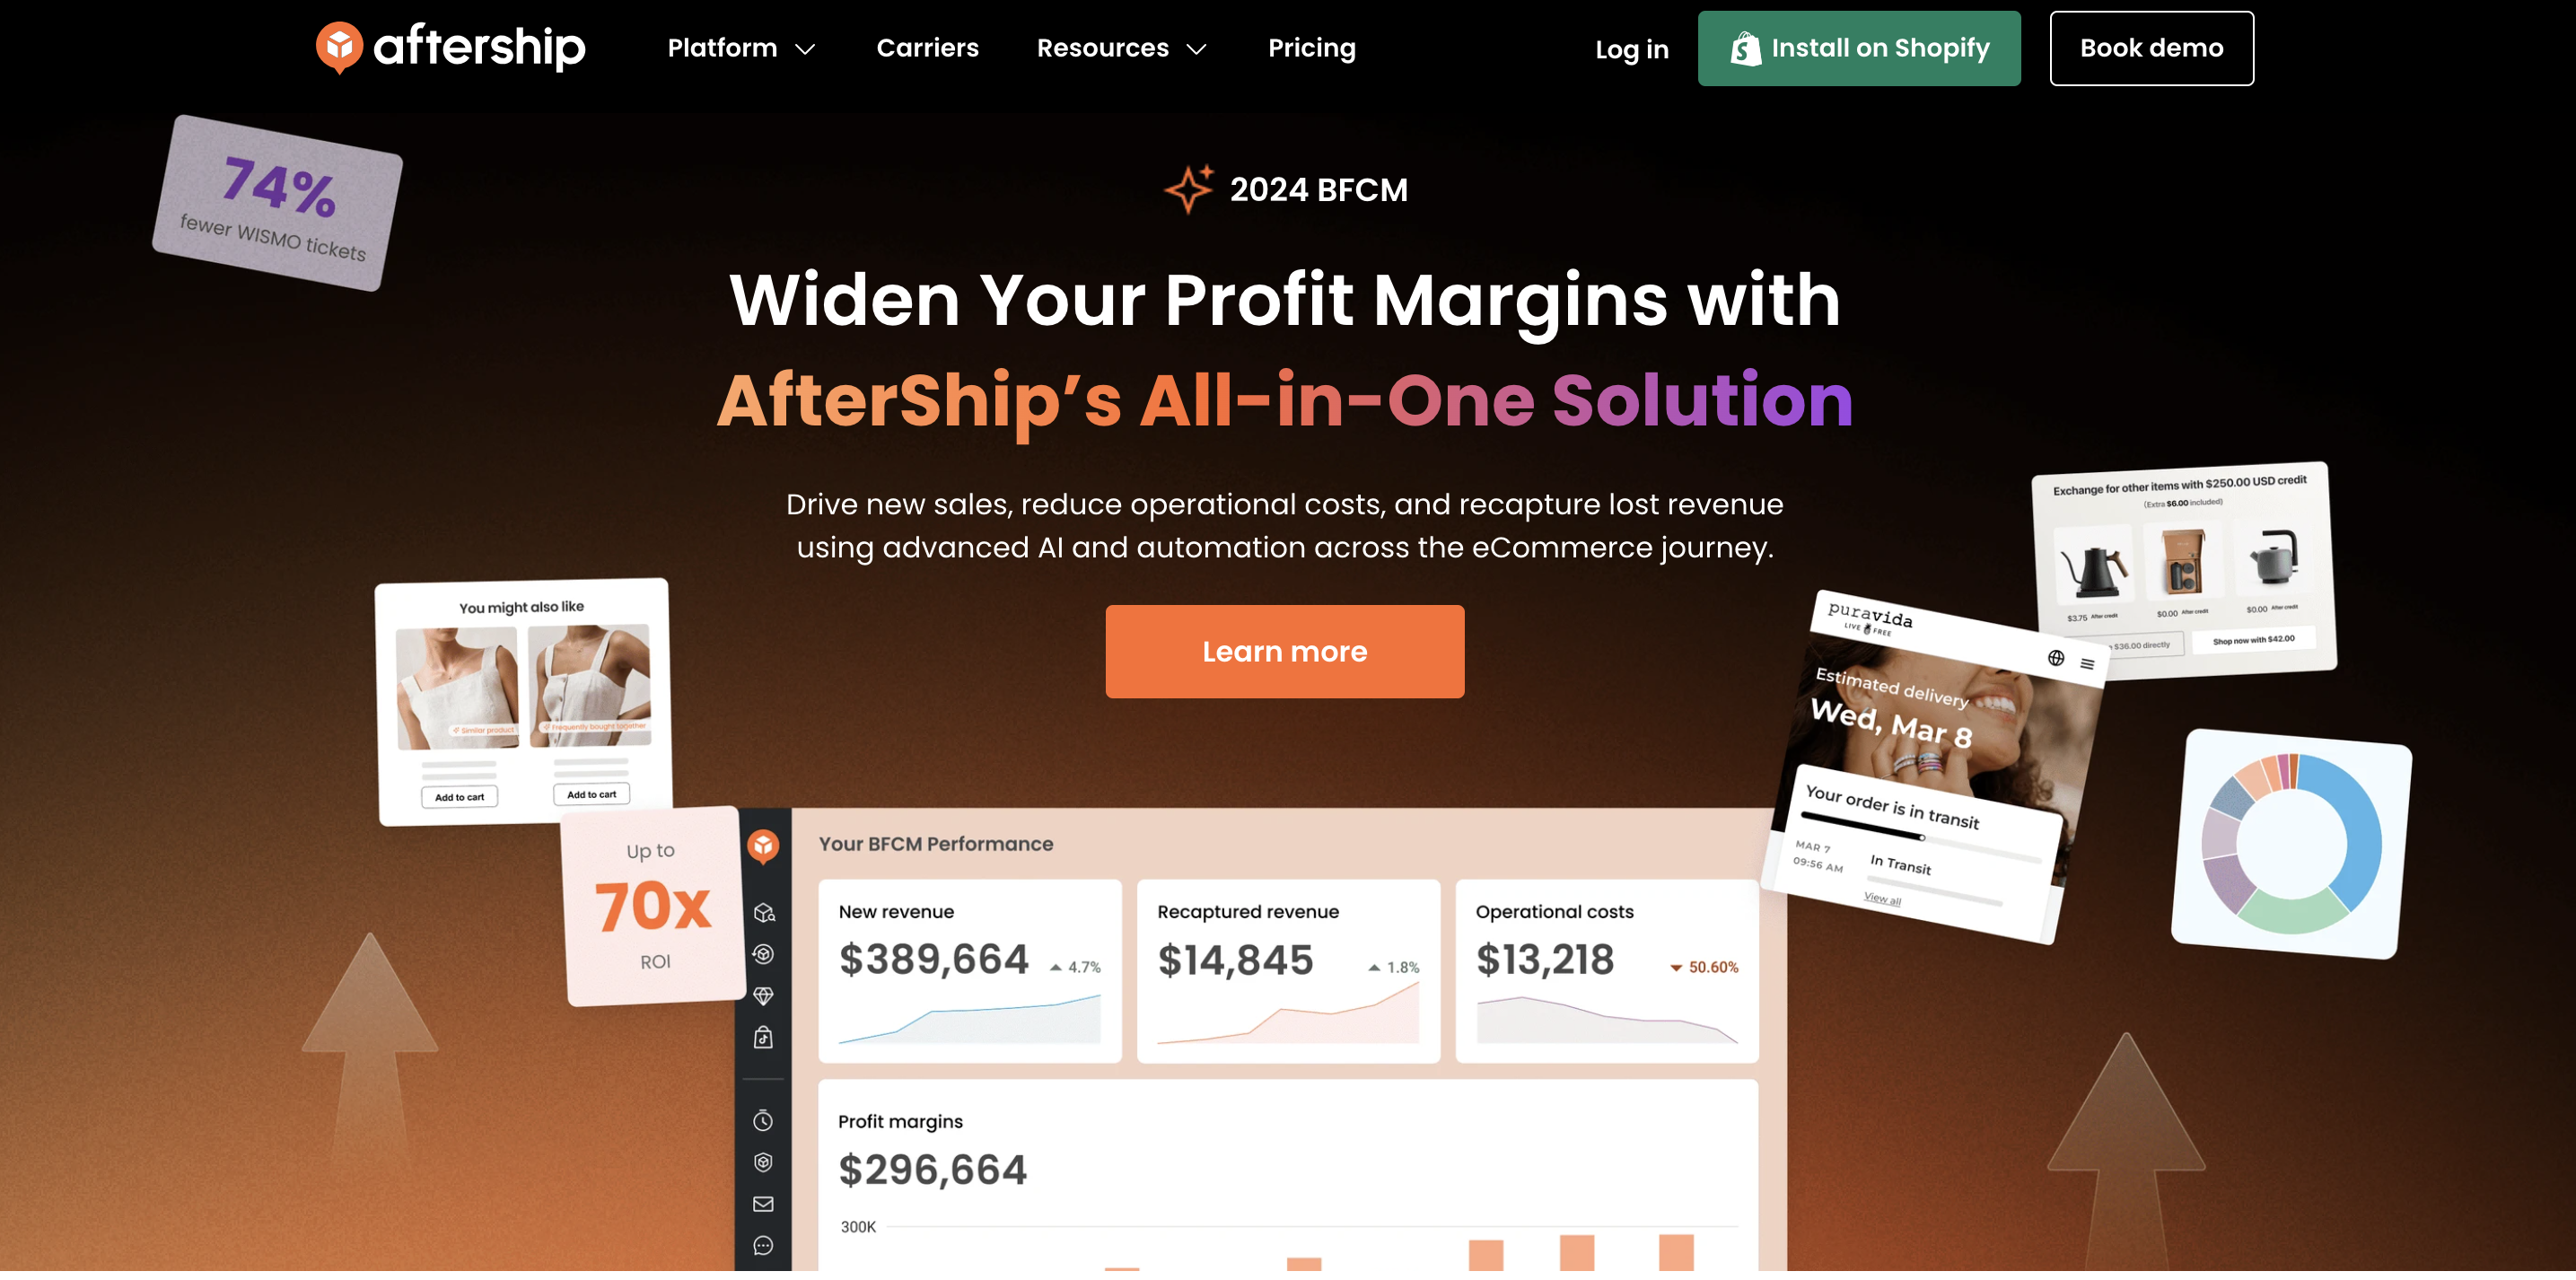 aftership
Platform
Carriers
Resources
Pricing
Log in
Install on Shopify
Book demo
74%
fewer WISMO tickets
2024 BFCM
Widen Your Profit Margins with
AfterShip’s All-in-One Solution
Drive new sales, reduce operational costs, and recapture lost revenue
using advanced AI and automation across the eCommerce journey.
Learn more
You might also like
Similar product
Frequently bought together
Add to cart
Add to cart
Up to
70x
ROI
Exchange for other items with $250.00 USD credit
(Extra $6.00 included)
$3.75 After credit
$0.00 After credit
$0.00 After credit
$36.00 directly
Shop now with $42.00
puravida
LIVE FREE
Estimated delivery
Wed, Mar 8
Your order is in transit
MAR 7
09:56 AM
In Transit
View all
Your BFCM Performance
New revenue
$389,664
4.7%
Recaptured revenue
$14,845
1.8%
Operational costs
$13,218
50.60%
Profit margins
$296,664
300K